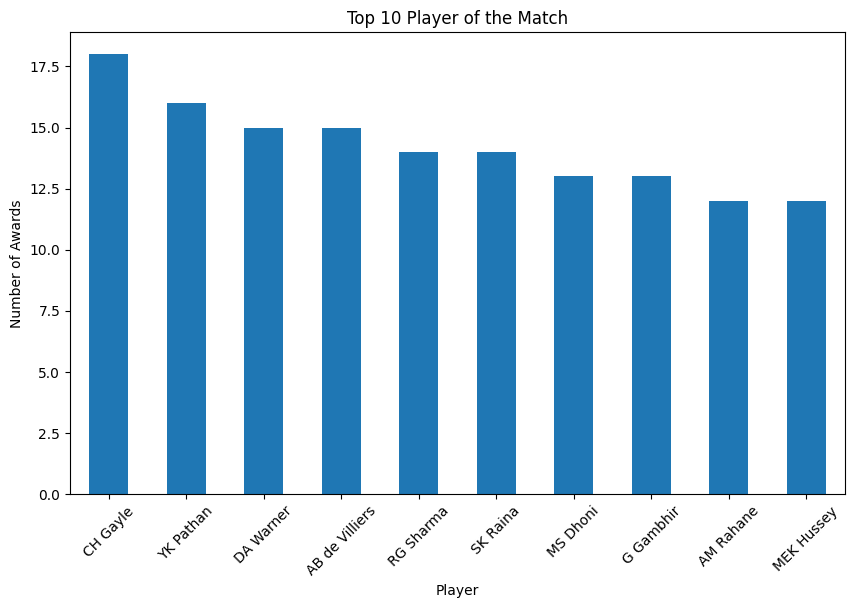 Top 10 Player of the Match
Number of Awards
17.5
15.0
12.5
10.0
7.5
5.0
2.5
0.0
CH Gayle
YK Pathan
DA Warner
AB de Villiers
RG Sharma
SK Raina
MS Dhoni
G Gambhir
AM Rahane
MEK Hussey
Player